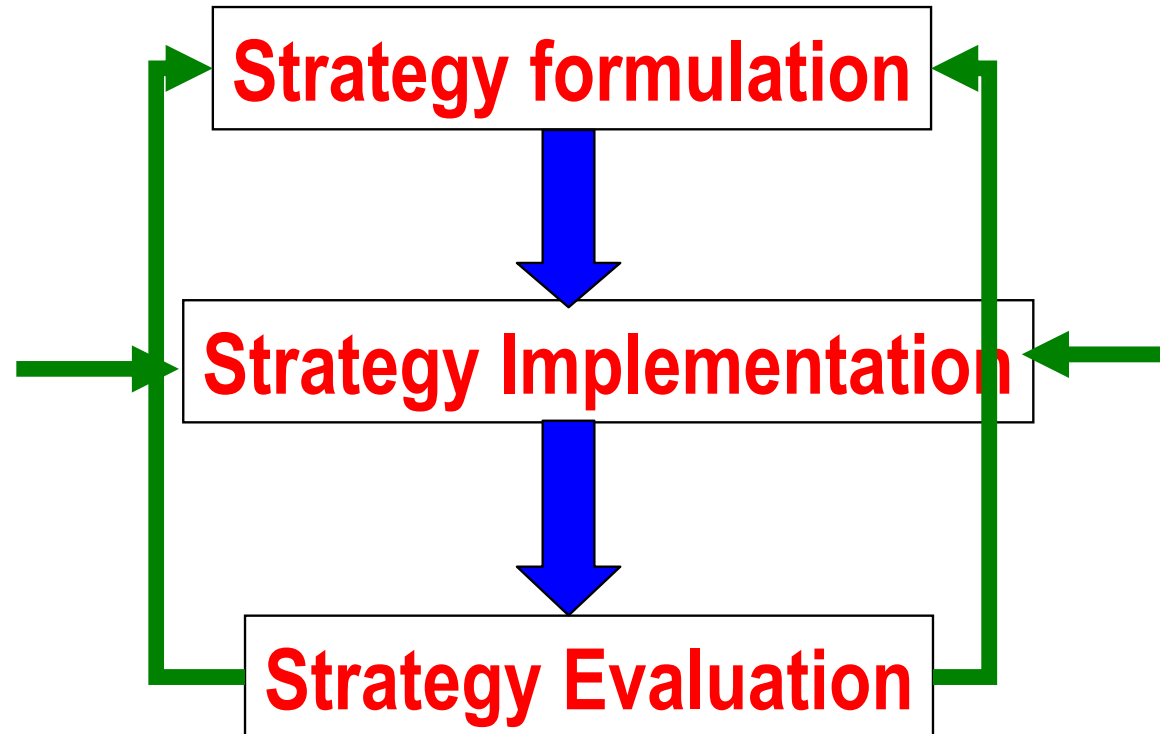 Strategy formulation
Strategy Implementation
Strategy Evaluation